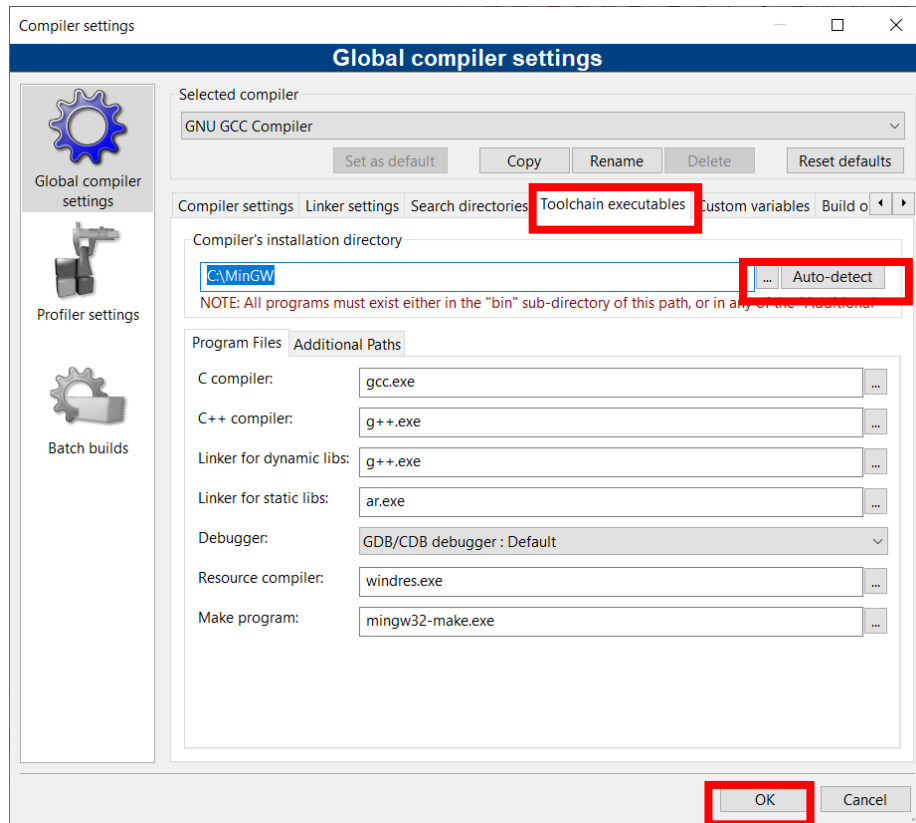 Compiler settings
Global compiler settings
Global compiler
settings
Profiler settings
Batch builds
Selected compiler
GNU GCC Compiler
Set as default Copy Rename Delete Reset defaults
Compiler settings Linker settings Search directories Toolchain executables Custom variables Build o
Compiler's installation directory
C:\MinGW ... Auto-detect
NOTE: All programs must exist either in the "bin" sub-directory of this path, or in any of the "Additional
Program Files Additional Paths
C compiler: gcc.exe ...
C++ compiler: g++.exe ...
Linker for dynamic libs: g++.exe ...
Linker for static libs: ar.exe ...
Debugger: GDB/CDB debugger : Default
Resource compiler: windres.exe ...
Make program: mingw32-make.exe ...
OK Cancel